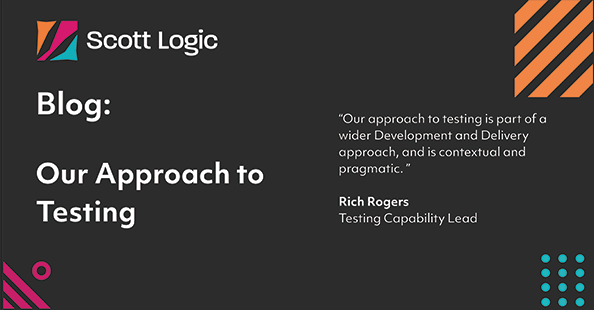 Scott Logic
Blog:
Our Approach to
Testing
“Our approach to testing is part of a
wider Development and Delivery
approach, and is contextual and
pragmatic. ”
Rich Rogers
Testing Capability Lead